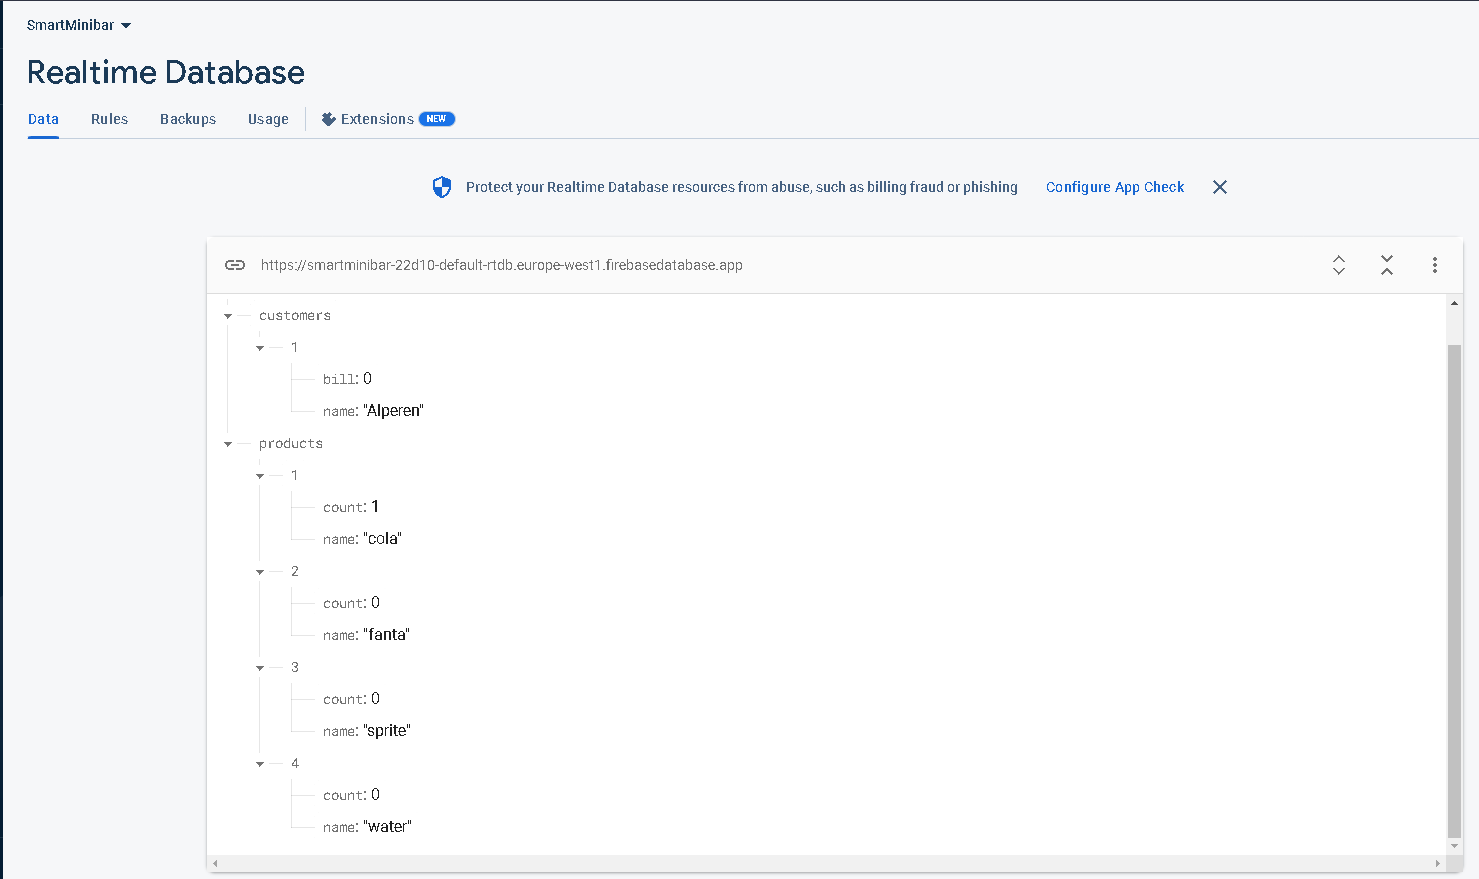 SmartMinibar
Realtime Database
Data Rules Backups Usage Extensions NEW
Protect your Realtime Database resources from abuse, such as billing fraud or phishing Configure App Check
https://smartminibar-22d10-default-rtdb.europe-west1.firebasedatabase.app
customers
1
bill: 0
name: "Alperen"
products
1
count: 1
name: "cola"
2
count: 0
name: "fanta"
3
count: 0
name: "sprite"
4
count: 0
name: "water"